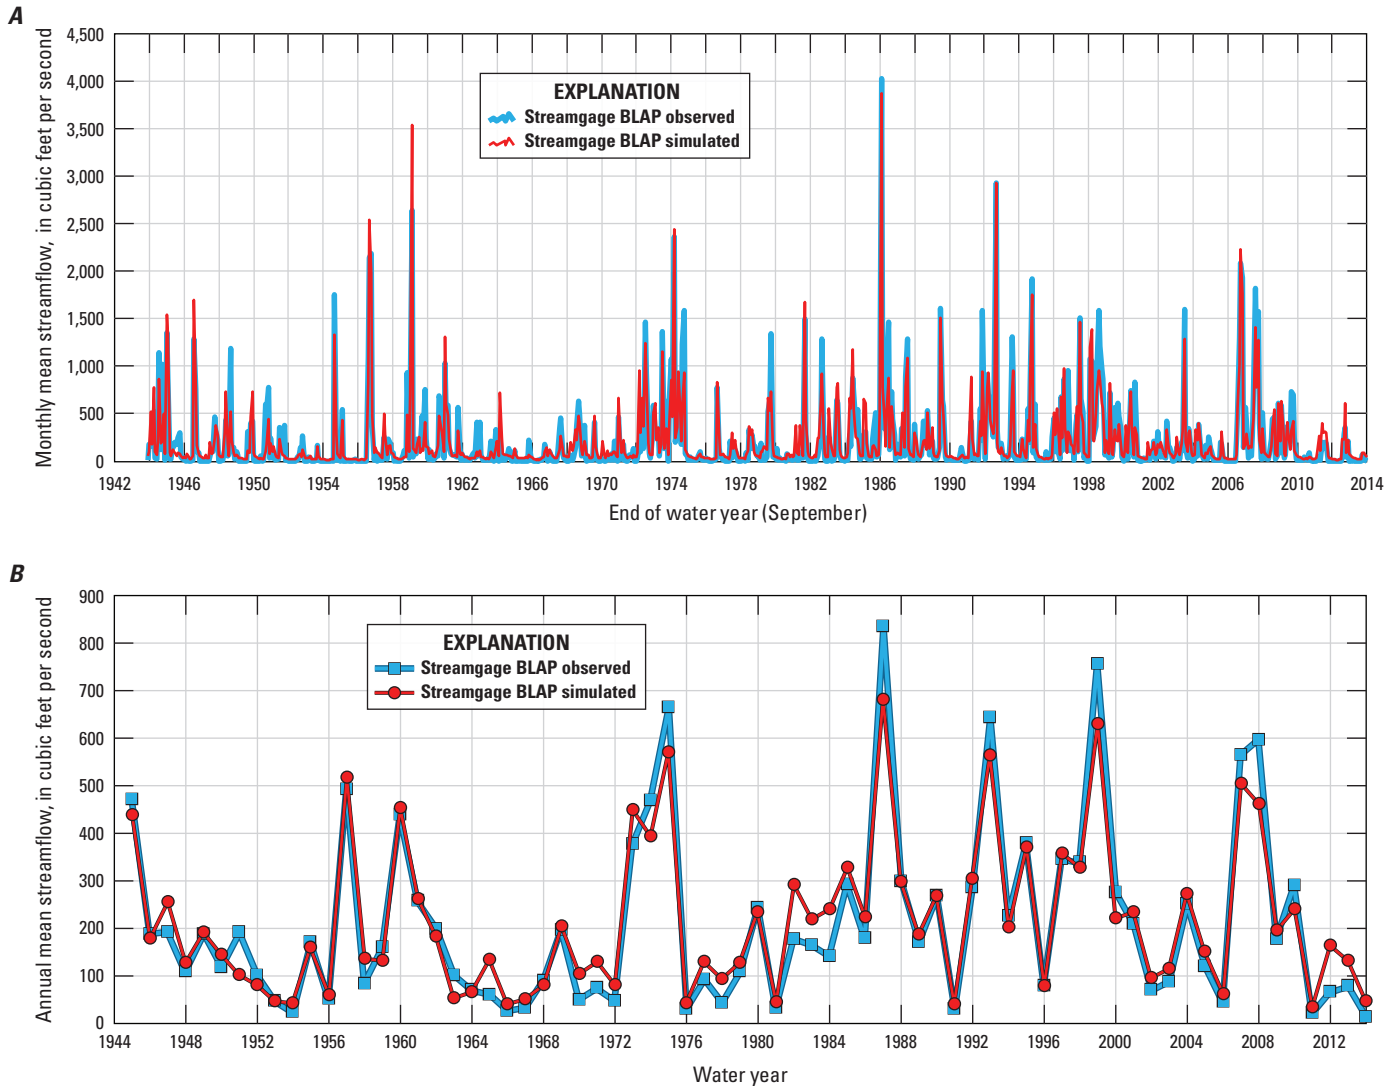 A
Monthly mean streamflow, in cubic feet per second
4,500
4,000
3,500
3,000
2,500
2,000
1,500
1,000
500
0
EXPLANATION
Streamgage BLAP observed
Streamgage BLAP simulated
1942 1946 1950 1954 1958 1962 1966 1970 1974 1978 1982 1986 1990 1994 1998 2002 2006 2010 2014
End of water year (September)
B
Annual mean streamflow, in cubic feet per second
900
800
700
600
500
400
300
200
100
0
EXPLANATION
Streamgage BLAP observed
Streamgage BLAP simulated
1944 1948 1952 1956 1960 1964 1968 1972 1976 1980 1984 1988 1992 1996 2000 2004 2008 2012
Water year